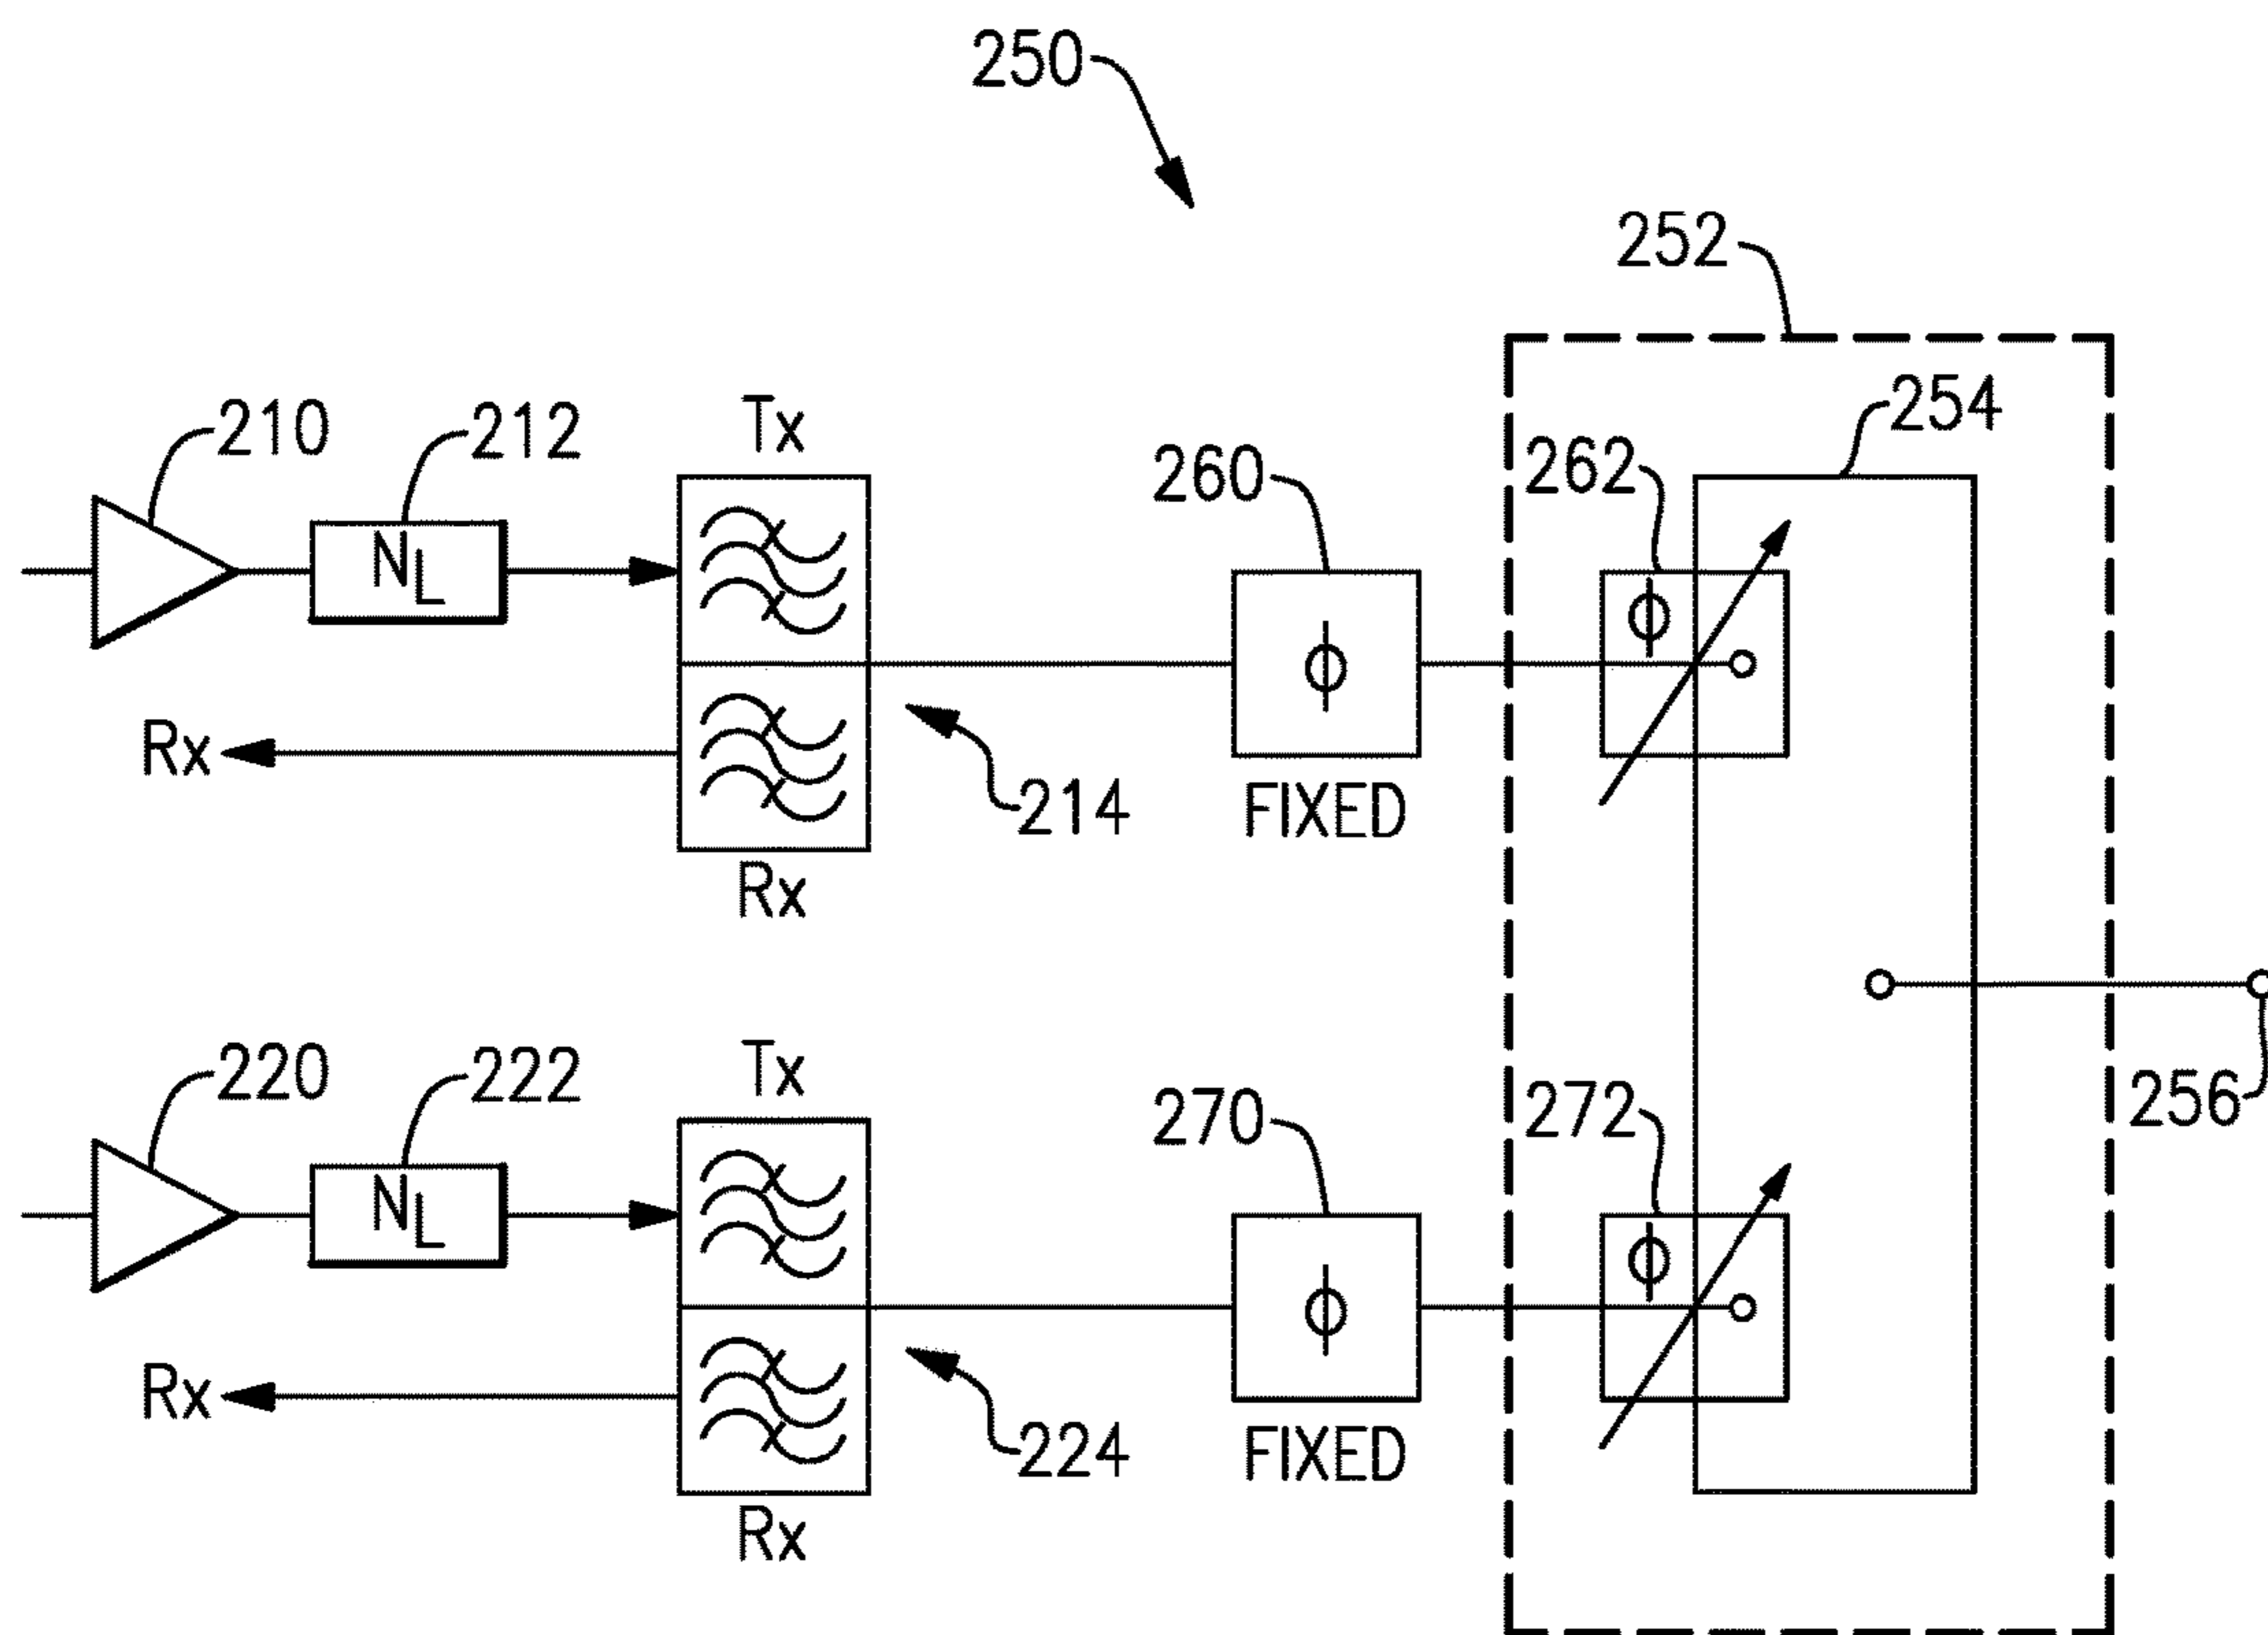 250
252
254
210
212
Tx
260
262
N_L
ϕ
ϕ
Rx
214
FIXED
Rx
220
222
Tx
270
272
256
N_L
ϕ
ϕ
Rx
224
FIXED
Rx